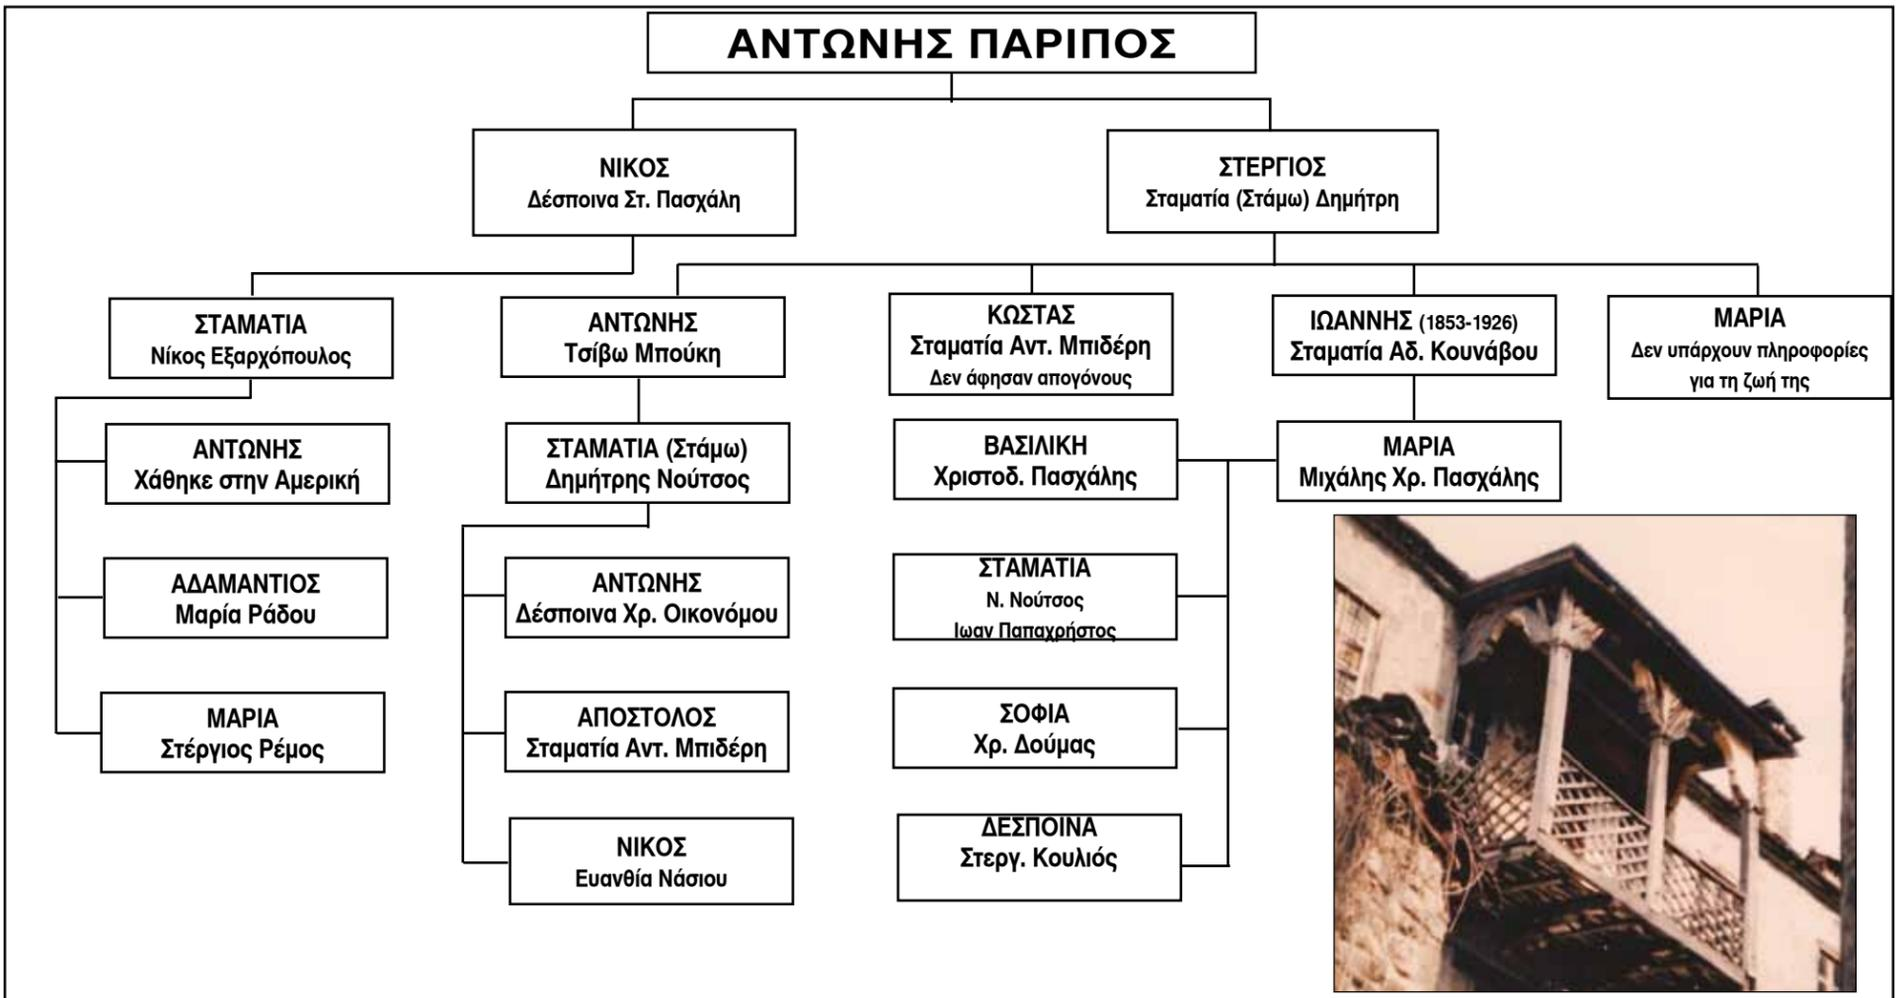 ΑΝΤΩΝΗΣ ΠΑΡΙΠΟΣ
ΝΙΚΟΣ
Δέσποινα Στ. Πασχάλη
ΣΤΕΡΓΙΟΣ
Σταματία (Στάμω) Δημήτρη
ΣΤΑΜΑΤΙΑ
Νίκος Εξαρχόπουλος
ΑΝΤΩΝΗΣ
Τσίβω Μπούκη
ΚΩΣΤΑΣ
Σταματία Αντ. Μπιδέρη
Δεν άφησαν απογόνους
ΙΩΑΝΝΗΣ (1853-1926)
Σταματία Αδ. Κουνάβου
ΜΑΡΙΑ
Δεν υπάρχουν πληροφορίες
για τη ζωή της
ΑΝΤΩΝΗΣ
Χάθηκε στην Αμερική
ΣΤΑΜΑΤΙΑ (Στάμω)
Δημήτρης Νούτσος
ΒΑΣΙΛΙΚΗ
Χριστοδ. Πασχάλης
ΜΑΡΙΑ
Μιχάλης Χρ. Πασχάλης
ΑΔΑΜΑΝΤΙΟΣ
Μαρία Ράδου
ΑΝΤΩΝΗΣ
Δέσποινα Χρ. Οικονόμου
ΣΤΑΜΑΤΙΑ
Ν. Νούτσος
Ιωαν Παπαχρήστος
ΜΑΡΙΑ
Στέργιος Ρέμος
ΑΠΟΣΤΟΛΟΣ
Σταματία Αντ. Μπιδέρη
ΣΟΦΙΑ
Χρ. Δούμας
ΝΙΚΟΣ
Ευανθία Νάσιου
ΔΕΣΠΟΙΝΑ
Στεργ. Κουλιός